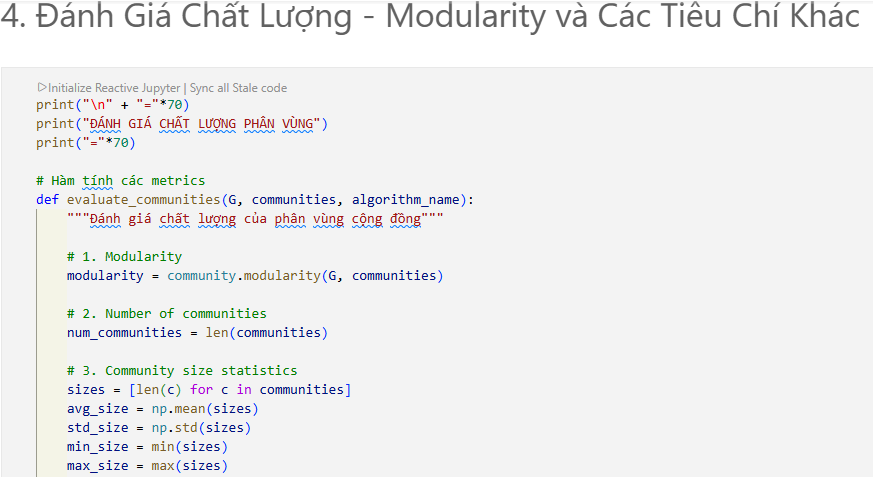 4. Đánh Giá Chất Lượng - Modularity và Các Tiêu Chí Khác
▷Initialize Reactive Jupyter | Sync all Stale code
print("\n" + "="*70)
print("ĐÁNH GIÁ CHẤT LƯỢNG PHÂN VÙNG")
print("="*70)
# Hàm tính các metrics
def evaluate_communities(G, communities, algorithm_name):
    """Đánh giá chất lượng của phân vùng cộng đồng"""
    # 1. Modularity
    modularity = community.modularity(G, communities)
    # 2. Number of communities
    num_communities = len(communities)
    # 3. Community size statistics
    sizes = [len(c) for c in communities]
    avg_size = np.mean(sizes)
    std_size = np.std(sizes)
    min_size = min(sizes)
    max_size = max(sizes)